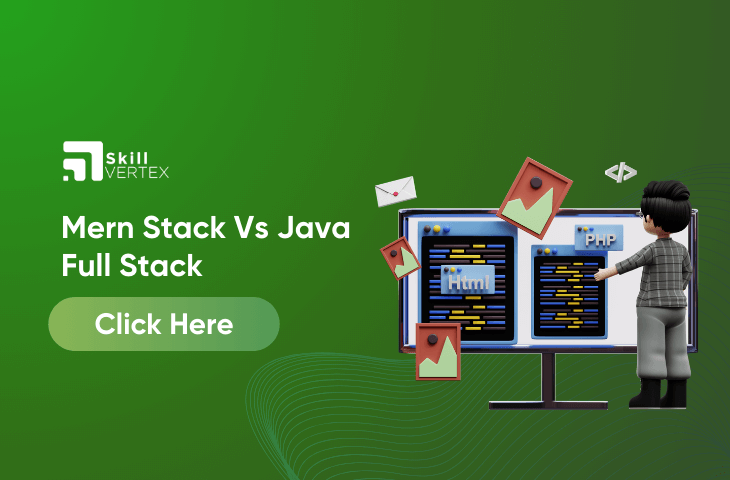 Skill
VERTEX
Mern Stack Vs Java
Full Stack
Click Here
</>
PHP
Html